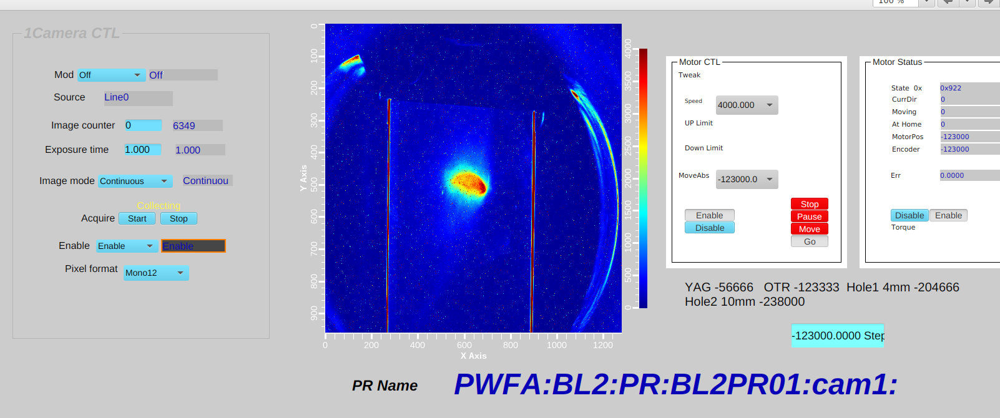 100 %
1Camera CTL
Mod Off Off
Source Line0
Image counter 0 6349
Exposure time 1.000 1.000
Image mode Continuous Continuou
Collecting
Acquire Start Stop
Enable Enable Enable
Pixel format Mono12
Y Axis
0
100
200
300
400
500
600
700
800
900
0 200 400 600 800 1000 1200
X Axis
4000
3500
3000
2500
2000
1500
1000
500
0
Motor CTL
Tweak
Speed 4000.000
UP Limit
Down Limit
MoveAbs -123000.0
Stop
Pause
Move
Go
Enable
Disable
Motor Status
State 0x 0x922
CurrDir 0
Moving 0
At Home 0
MotorPos -123000
Encoder -123000
Err 0.0000
Disable Enable
Torque
YAG -56666 OTR -123333 Hole1 4mm -204666
Hole2 10mm -238000
-123000.0000 Step
PR Name PWFA:BL2:PR:BL2PR01:cam1: